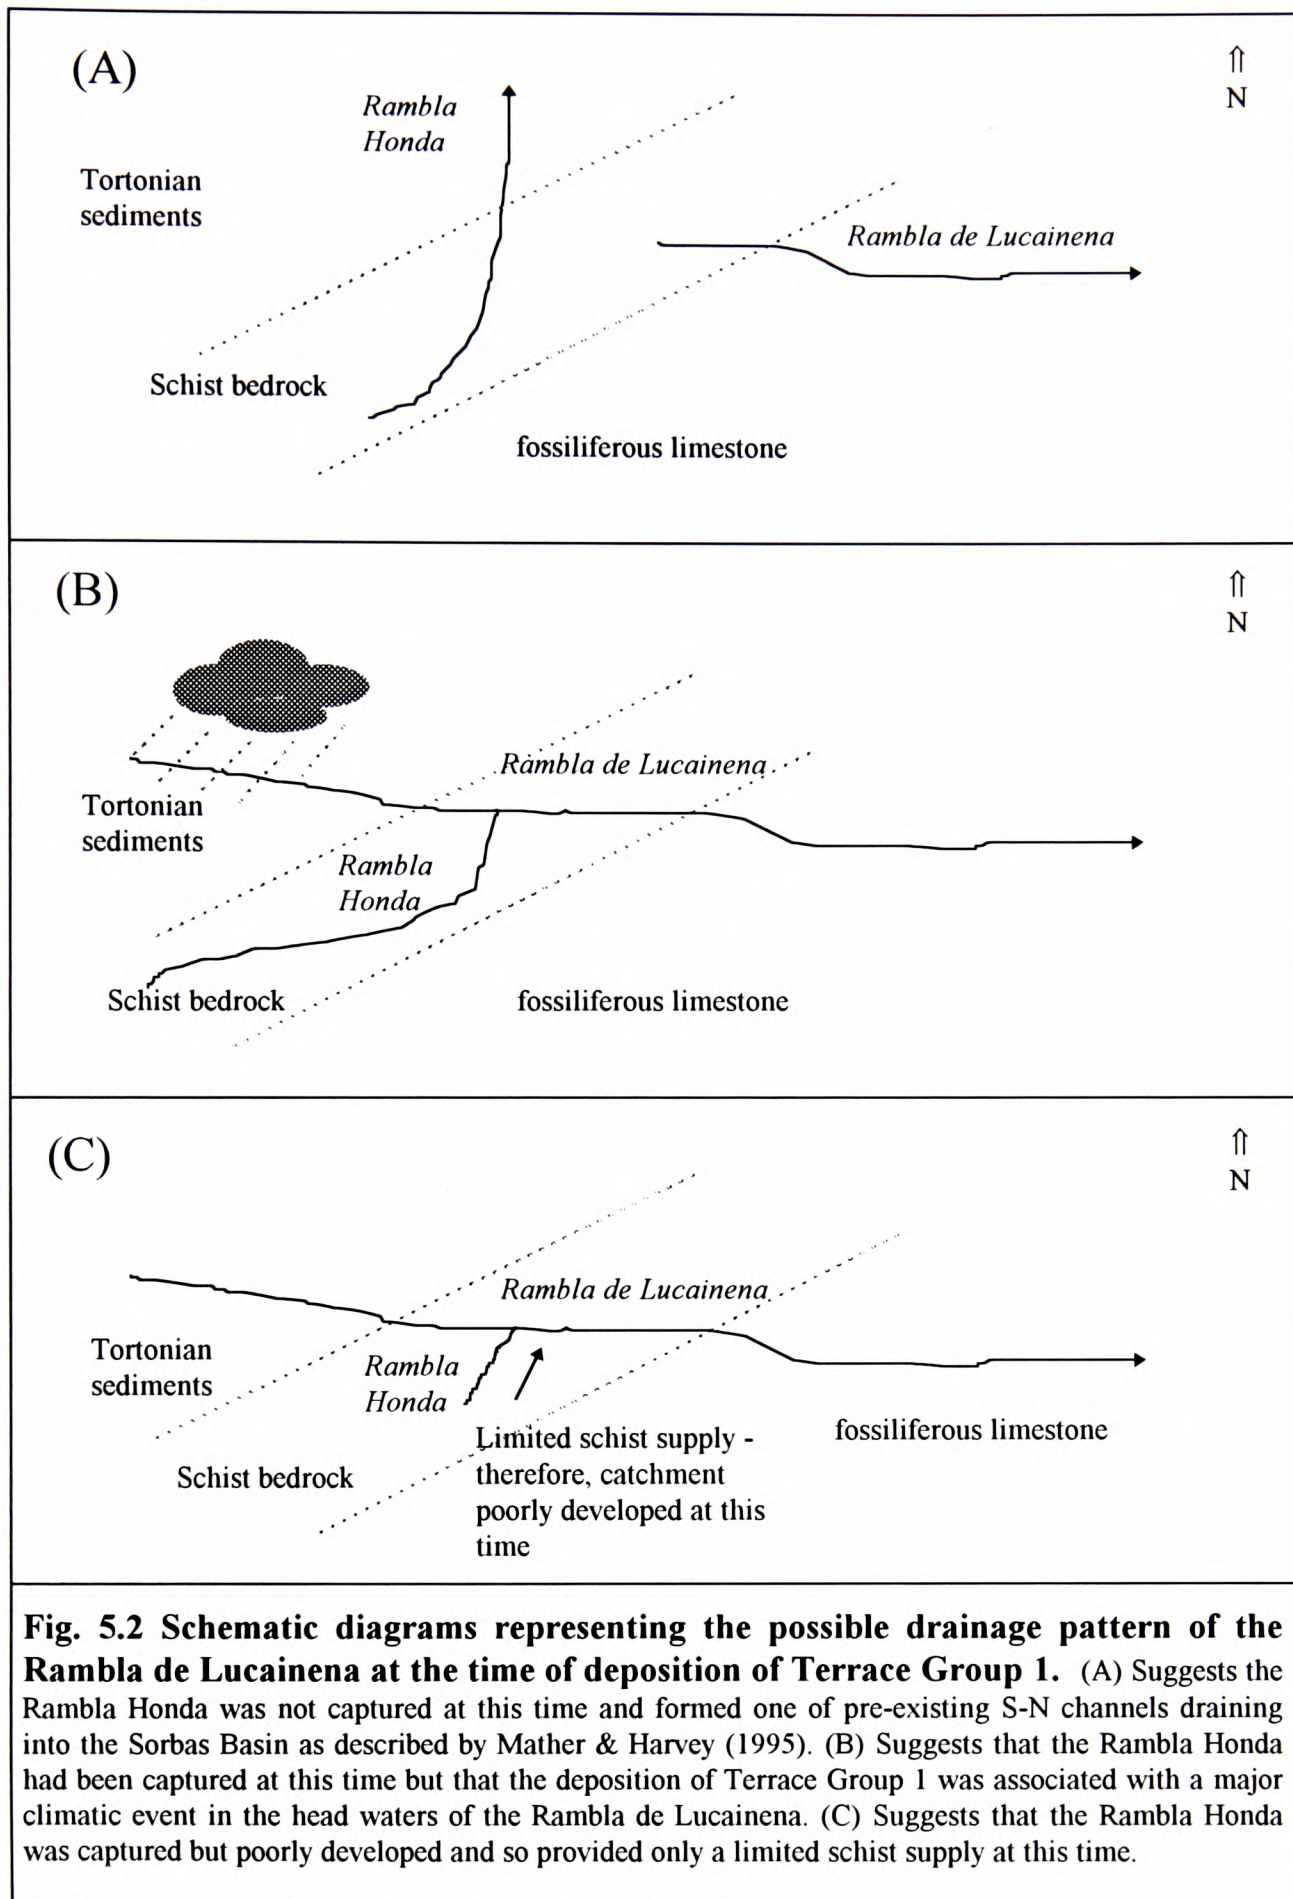 (A)
⇑
N
Rambla
Honda
Tortonian
sediments
Rambla de Lucainena
Schist bedrock
fossiliferous limestone
(B)
⇑
N
Rambla de Lucainena
Tortonian
sediments
Rambla
Honda
Schist bedrock
fossiliferous limestone
(C)
⇑
N
Rambla de Lucainena
Tortonian
sediments
Rambla
Honda
Limited schist supply -
therefore, catchment
poorly developed at this
time
fossiliferous limestone
Schist bedrock
Fig. 5.2 Schematic diagrams representing the possible drainage pattern of the
Rambla de Lucainena at the time of deposition of Terrace Group 1. (A) Suggests the
Rambla Honda was not captured at this time and formed one of pre-existing S-N channels draining
into the Sorbas Basin as described by Mather & Harvey (1995). (B) Suggests that the Rambla Honda
had been captured at this time but that the deposition of Terrace Group 1 was associated with a major
climatic event in the head waters of the Rambla de Lucainena. (C) Suggests that the Rambla Honda
was captured but poorly developed and so provided only a limited schist supply at this time.